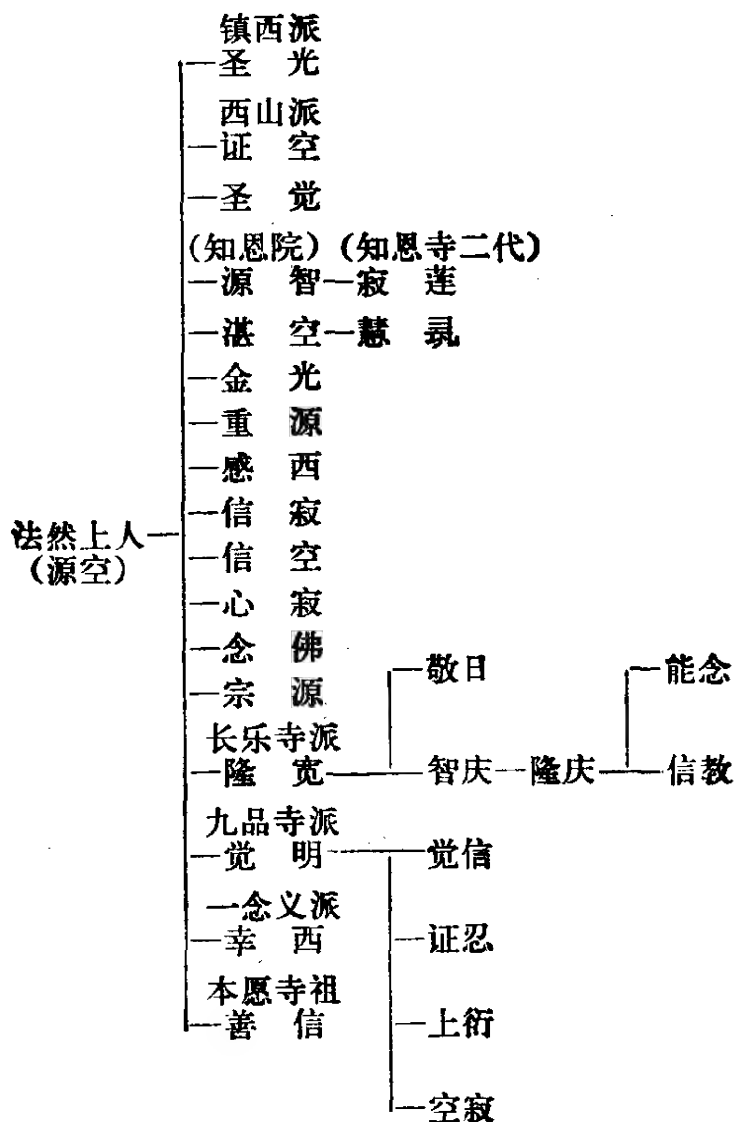 镇西派
圣 光
西山派
证 空
圣 觉
(知恩院) (知恩寺二代)
源 智 寂 莲
湛 空 慧
金 光
重 源
感 西
信 寂
法然上人
(源空)
信 空
心 寂
念 佛
敬日 能念
宗 源
长乐寺派
隆 宽 智庆 隆庆 信教
九品寺派
觉 明 觉信
一念义派
幸 西 证忍
本愿寺祖
善 信 上衍
空寂